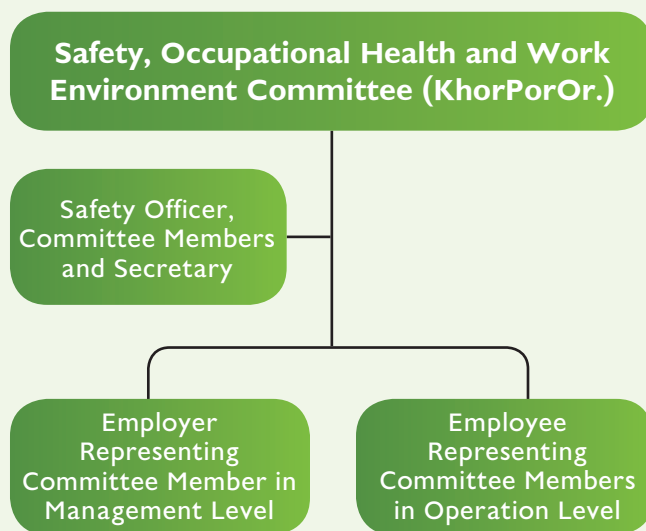 Safety, Occupational Health and Work
Environment Committee (KhorPorOr.)
Safety Officer,
Committee Members
and Secretary
Employer
Representing
Committee Member in
Management Level
Employee
Representing
Committee Members
in Operation Level